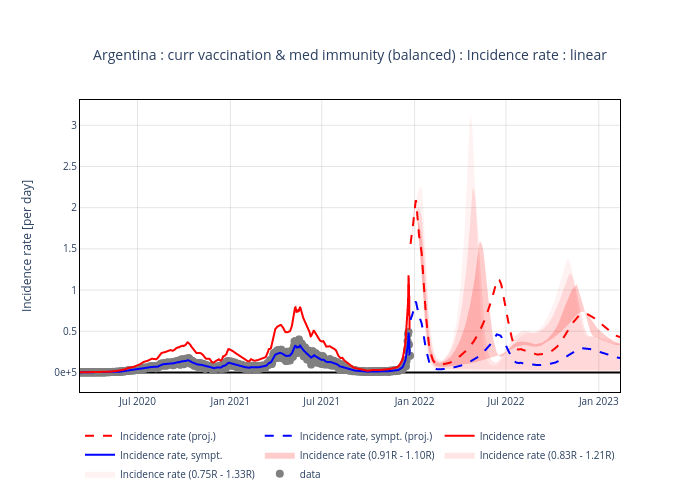 Argentina : curr vaccination & med immunity (balanced) : Incidence rate : linear
Incidence rate [per day]
3
2.5
2
1.5
1
0.5
0e+5
Jul 2020
Jan 2021
Jul 2021
Jan 2022
Jul 2022
Jan 2023
Incidence rate (proj.)
Incidence rate, sympt. (proj.)
Incidence rate
Incidence rate, sympt.
Incidence rate (0.91R - 1.10R)
Incidence rate (0.83R - 1.21R)
Incidence rate (0.75R - 1.33R)
data